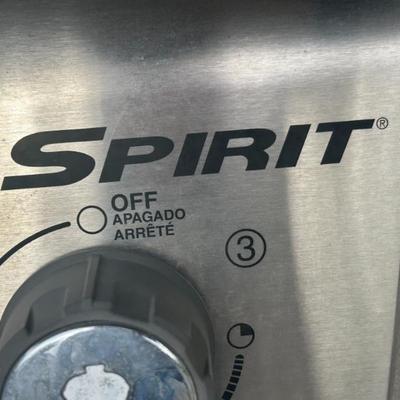 SPIRIT®
OFF
APAGADO
ARRÊTÉ
③